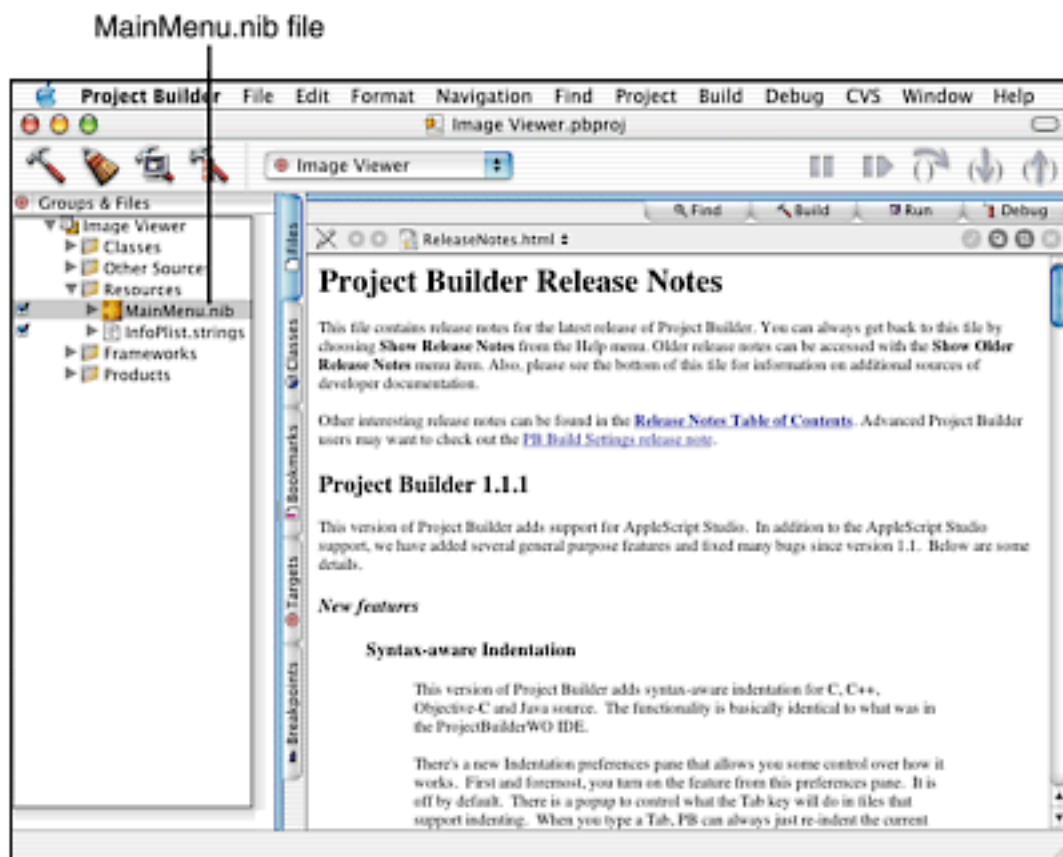 MainMenu.nib file
Project Builder File Edit Format Navigation Find Project Build Debug CVS Window Help
Image Viewer.pbproj
Image Viewer
Groups & Files
Image Viewer
Classes
Other Sources
Resources
MainMenu.nib
InfoPlist.strings
Frameworks
Products
Files
Classes
Bookmarks
Targets
Breakpoints
Find Build Run Debug
ReleaseNotes.html
Project Builder Release Notes
This file contains release notes for the latest release of Project Builder. You can always get back to this file by
choosing Show Release Notes from the Help menu. Older release notes can be accessed with the Show Older
Release Notes menu item. Also, please see the bottom of this file for information on additional sources of
developer documentation.
Other interesting release notes can be found in the Release Notes Table of Contents. Advanced Project Builder
users may want to check out the PB Build Settings release note.
Project Builder 1.1.1
This version of Project Builder adds support for AppleScript Studio. In addition to the AppleScript Studio
support, we have added several general purpose features and fixed many bugs since version 1.1. Below are some
details.
New features
Syntax-aware Indentation
This version of Project Builder adds syntax-aware indentation for C, C++,
Objective-C and Java source. The functionality is basically identical to what was in
the ProjectBuilderWO IDE.
There's a new Indentation preferences pane that allows you some control over how it
works. First and foremost, you turn on the feature from this preferences pane. It is
off by default. There is a popup to control what the Tab key will do in files that
support indenting. When you type a Tab, PB can always just re-indent the current